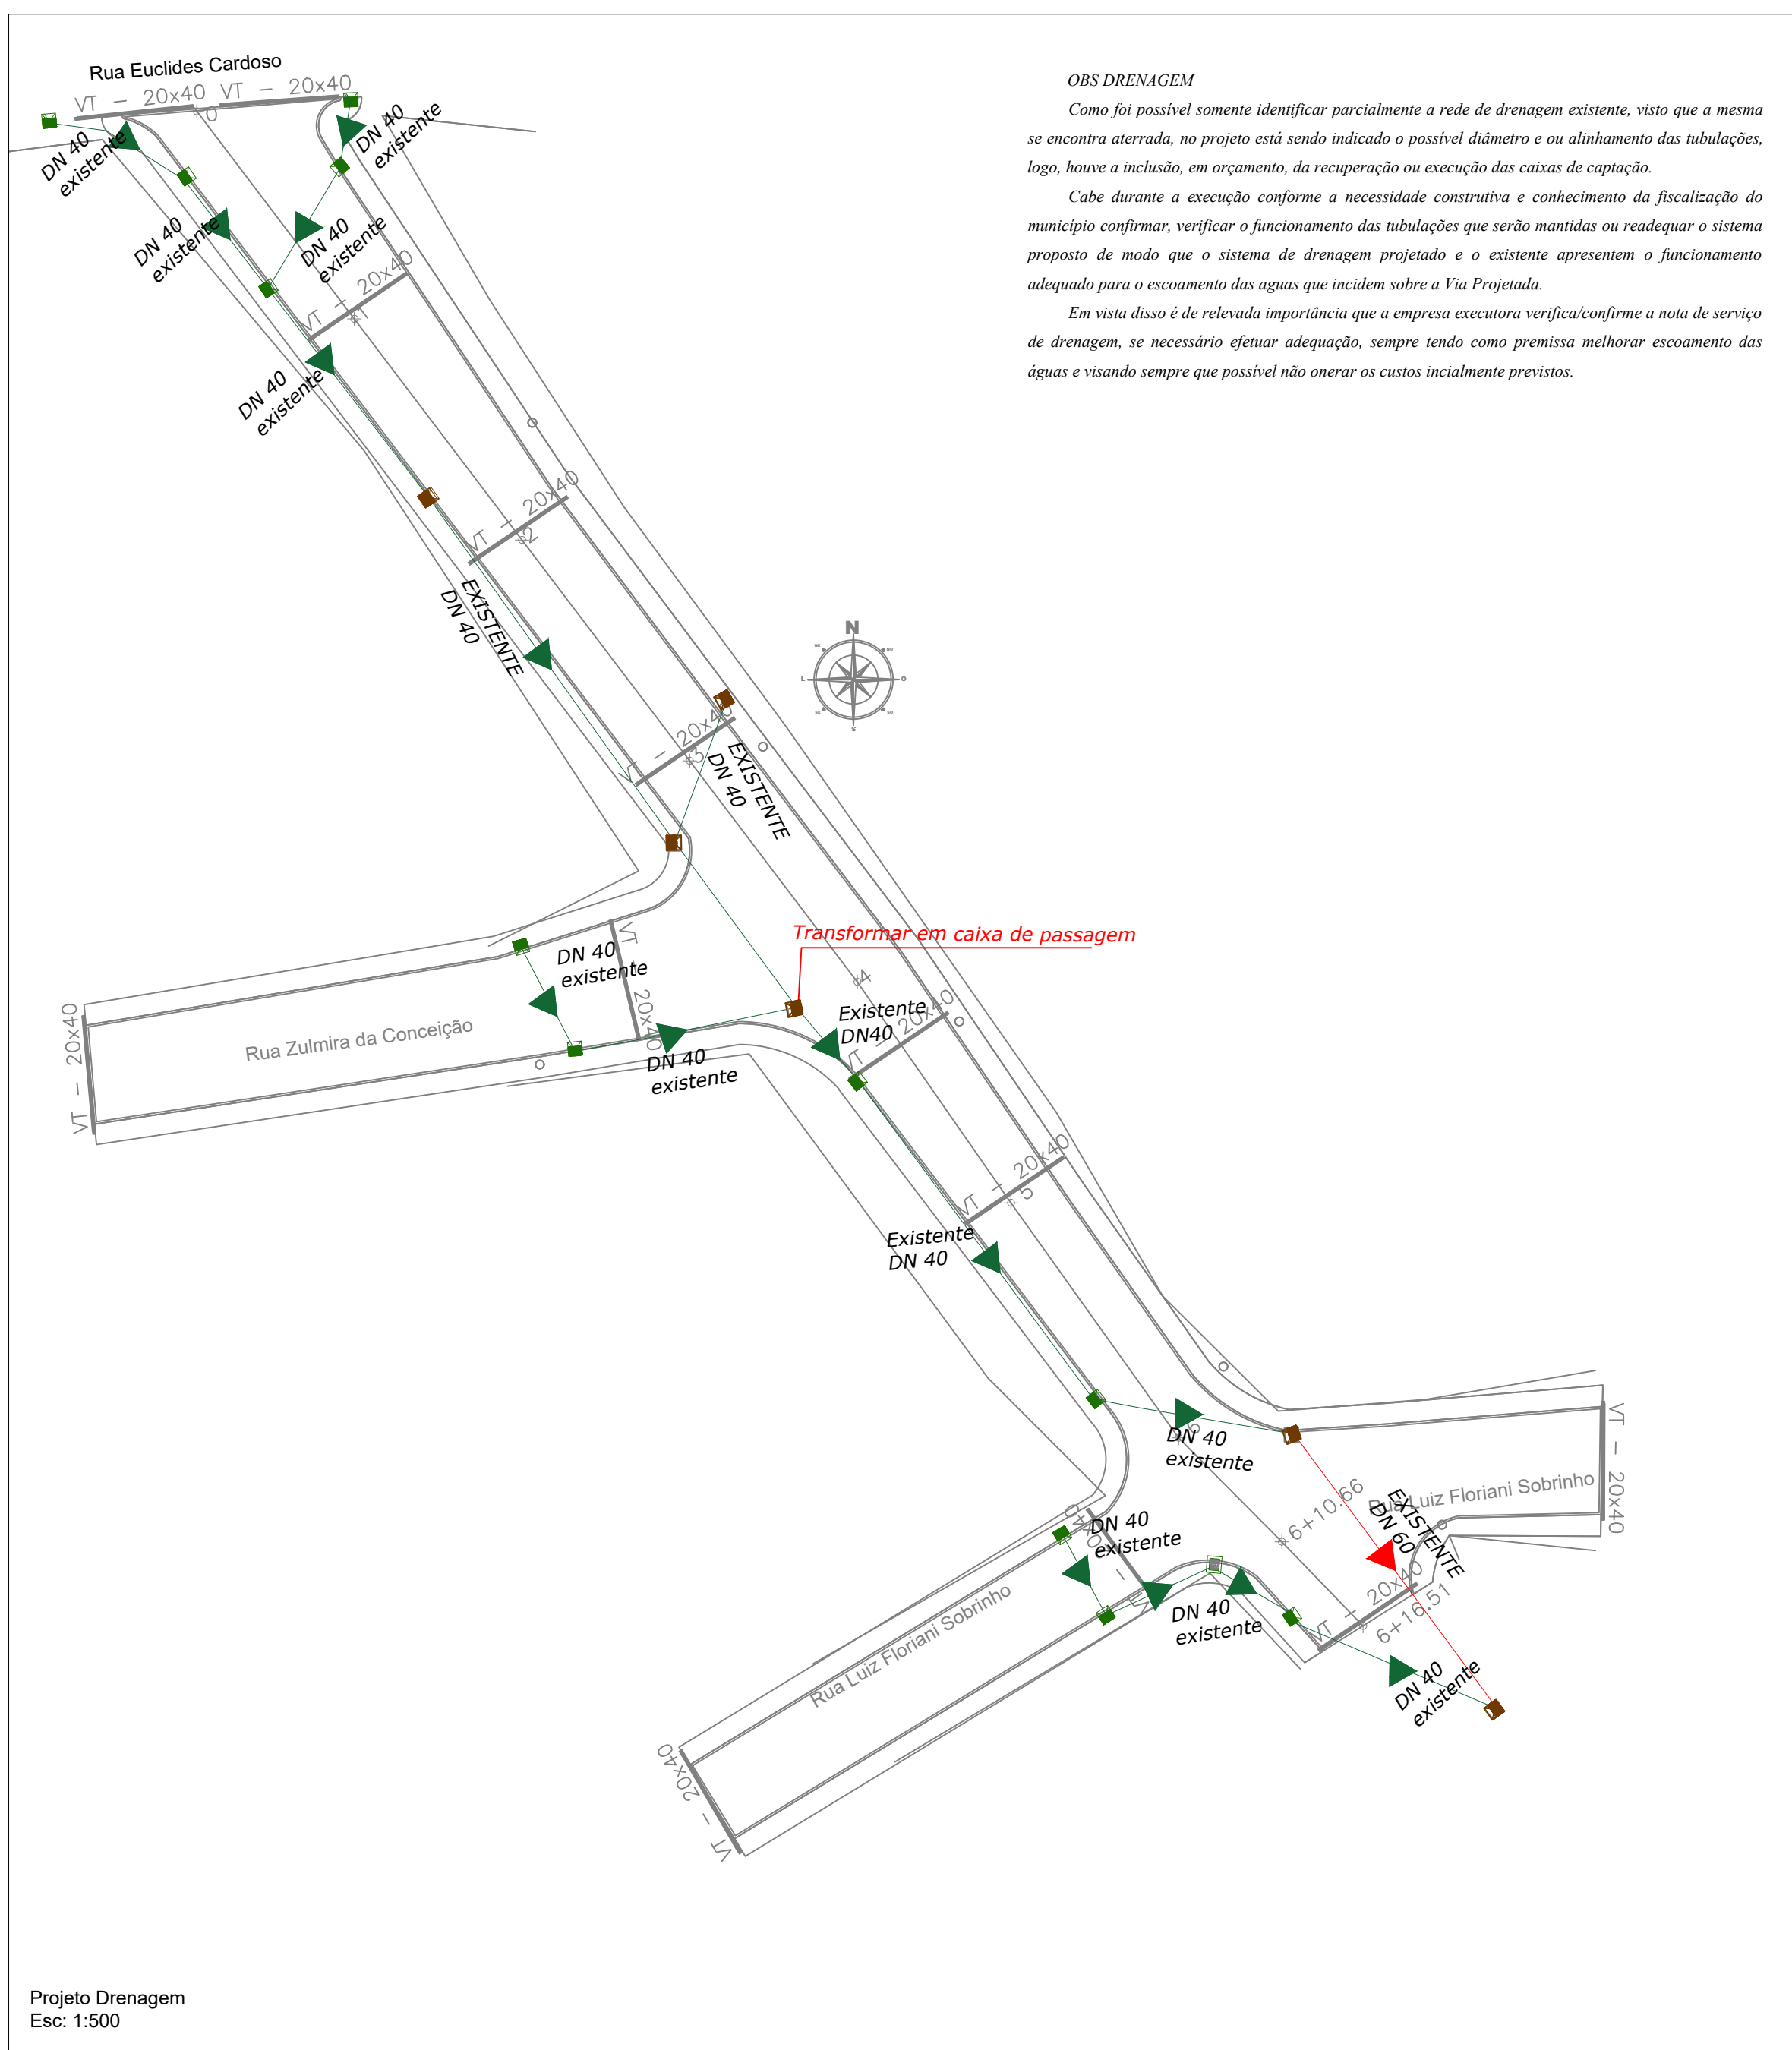 Rua Euclides Cardoso
VT - 20x40
VT - 20x40
0
DN 40
existente
DN 40
existente
DN 40
existente
DN 40
existente
VT - 20x40
1
DN 40
existente
VT - 20x40
2
EXISTENTE
DN 40
VT - 20x40
3
EXISTENTE
DN 40
OBS DRENAGEM
Como foi possível somente identificar parcialmente a rede de drenagem existente, visto que a mesma
se encontra aterrada, no projeto está sendo indicado o possível diâmetro e ou alinhamento das tubulações,
logo, houve a inclusão, em orçamento, da recuperação ou execução das caixas de captação.
Cabe durante a execução conforme a necessidade construtiva e conhecimento da fiscalização do
município confirmar, verificar o funcionamento das tubulações que serão mantidas ou readequar o sistema
proposto de modo que o sistema de drenagem projetado e o existente apresentem o funcionamento
adequado para o escoamento das aguas que incidem sobre a Via Projetada.
Em vista disso é de relevada importância que a empresa executora verifica/confirme a nota de serviço
de drenagem, se necessário efetuar adequação, sempre tendo como premissa melhorar escoamento das
águas e visando sempre que possível não onerar os custos incialmente previstos.
N
L
O
S
Transformar em caixa de passagem
4
DN 40
existente
VT - 20x40
Rua Zulmira da Conceição
VT - 20x40
DN 40
existente
Existente
DN40
VT - 20x40
VT - 20x40
5
Existente
DN 40
6
DN 40
existente
6+10.66
Rua Luiz Floriani Sobrinho
VT - 20x40
EXISTENTE
DN 60
DN 40
existente
VT - 20x40
DN 40
existente
VT - 20x40
6+16.51
Rua Luiz Floriani Sobrinho
VT - 20x40
DN 40
existente
Projeto Drenagem
Esc: 1:500